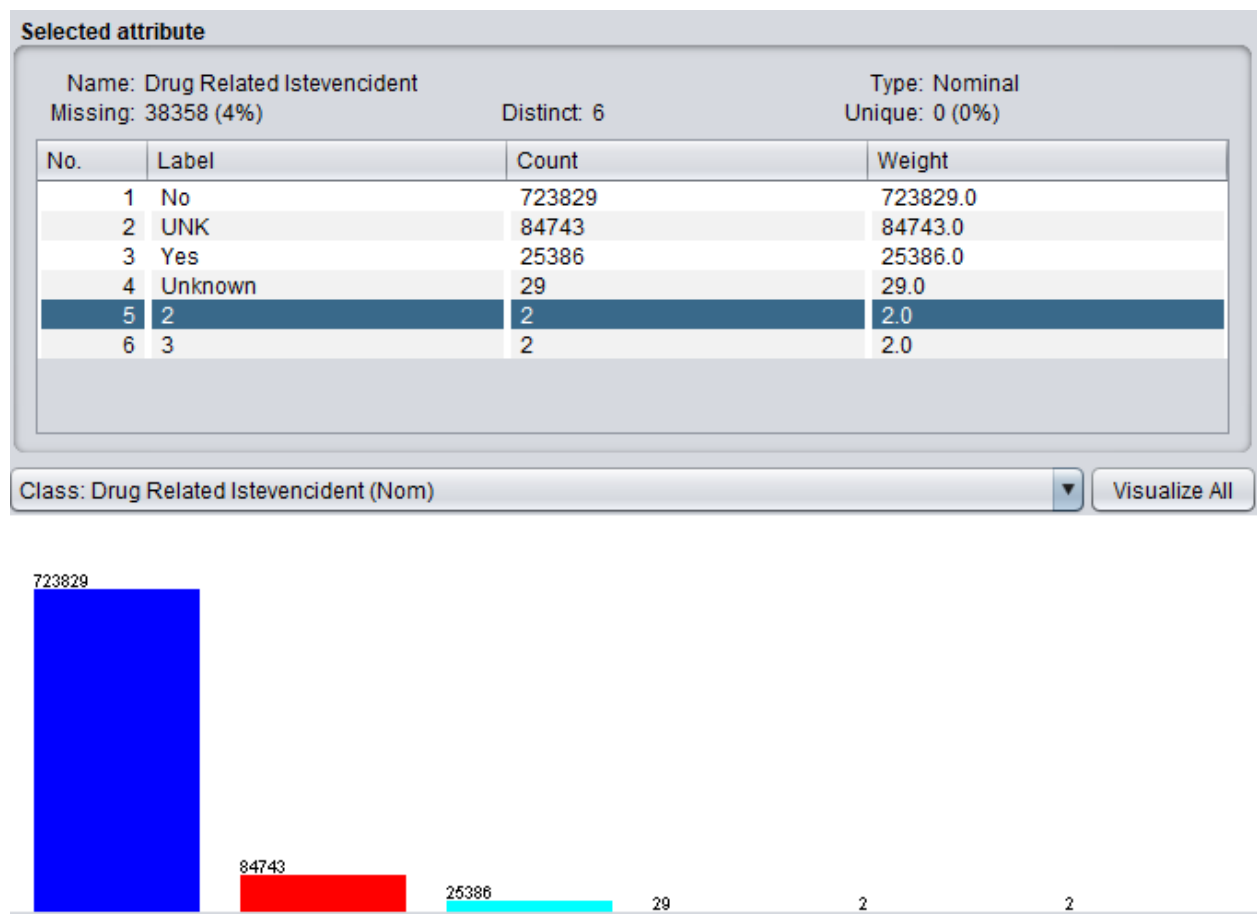 Selected attribute
Name: Drug Related Istevencident Type: Nominal
Missing: 38358 (4%) Distinct: 6 Unique: 0 (0%)
No. Label Count Weight
1 No 723829 723829.0
2 UNK 84743 84743.0
3 Yes 25386 25386.0
4 Unknown 29 29.0
5 2 2 2.0
6 3 2 2.0
Class: Drug Related Istevencident (Nom) Visualize All
723829
84743
25386
29
2
2